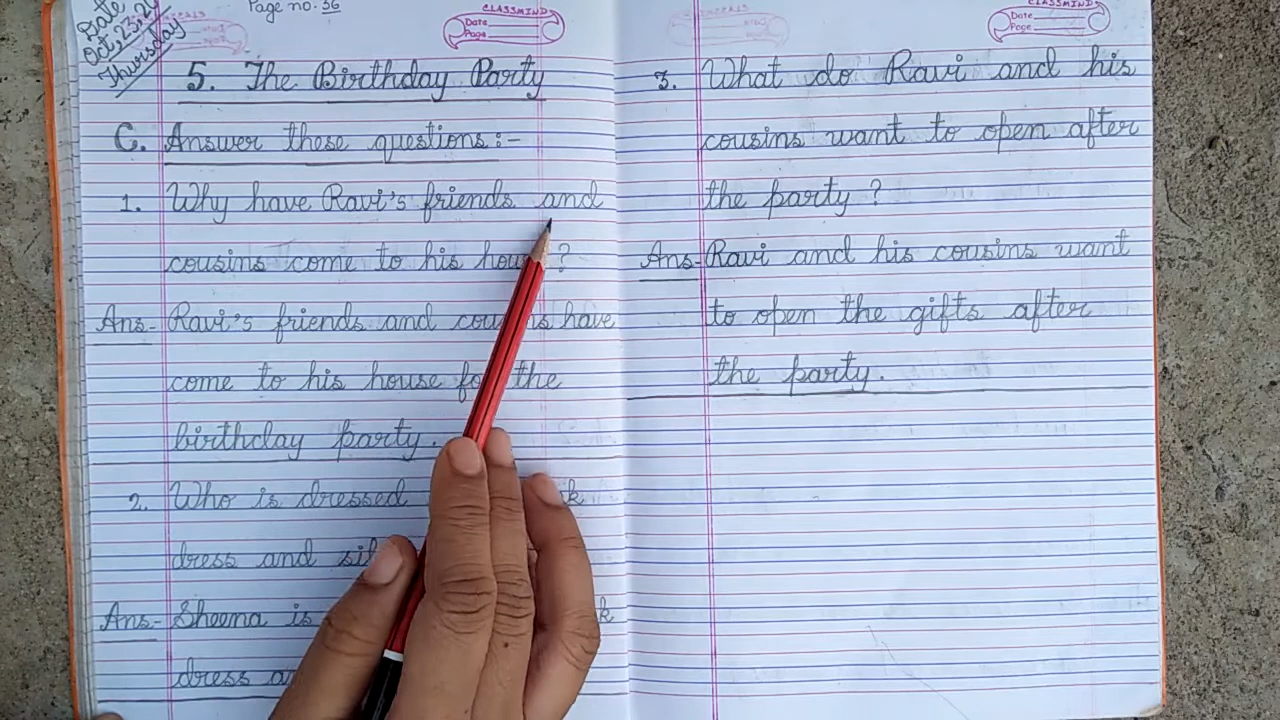 Date
Oct, 23, 2
Thursday
Page no. 56
CLASSMIND
Date
Page
5. The Birthday Party
C. Answer these questions:-
1. Why have Ravi's friends and
cousins come to his hou ?
Ans- Ravi's friends and cousins have
come to his house for the
birthday party.
2. Who is dressed
dress and sil
Ans- Sheena is
dress a
CLASSMIND
Date
Page
3. What do Ravi and his
cousins want to open after
the party ?
Ans- Ravi and his cousins want
to open the gifts after
the party.